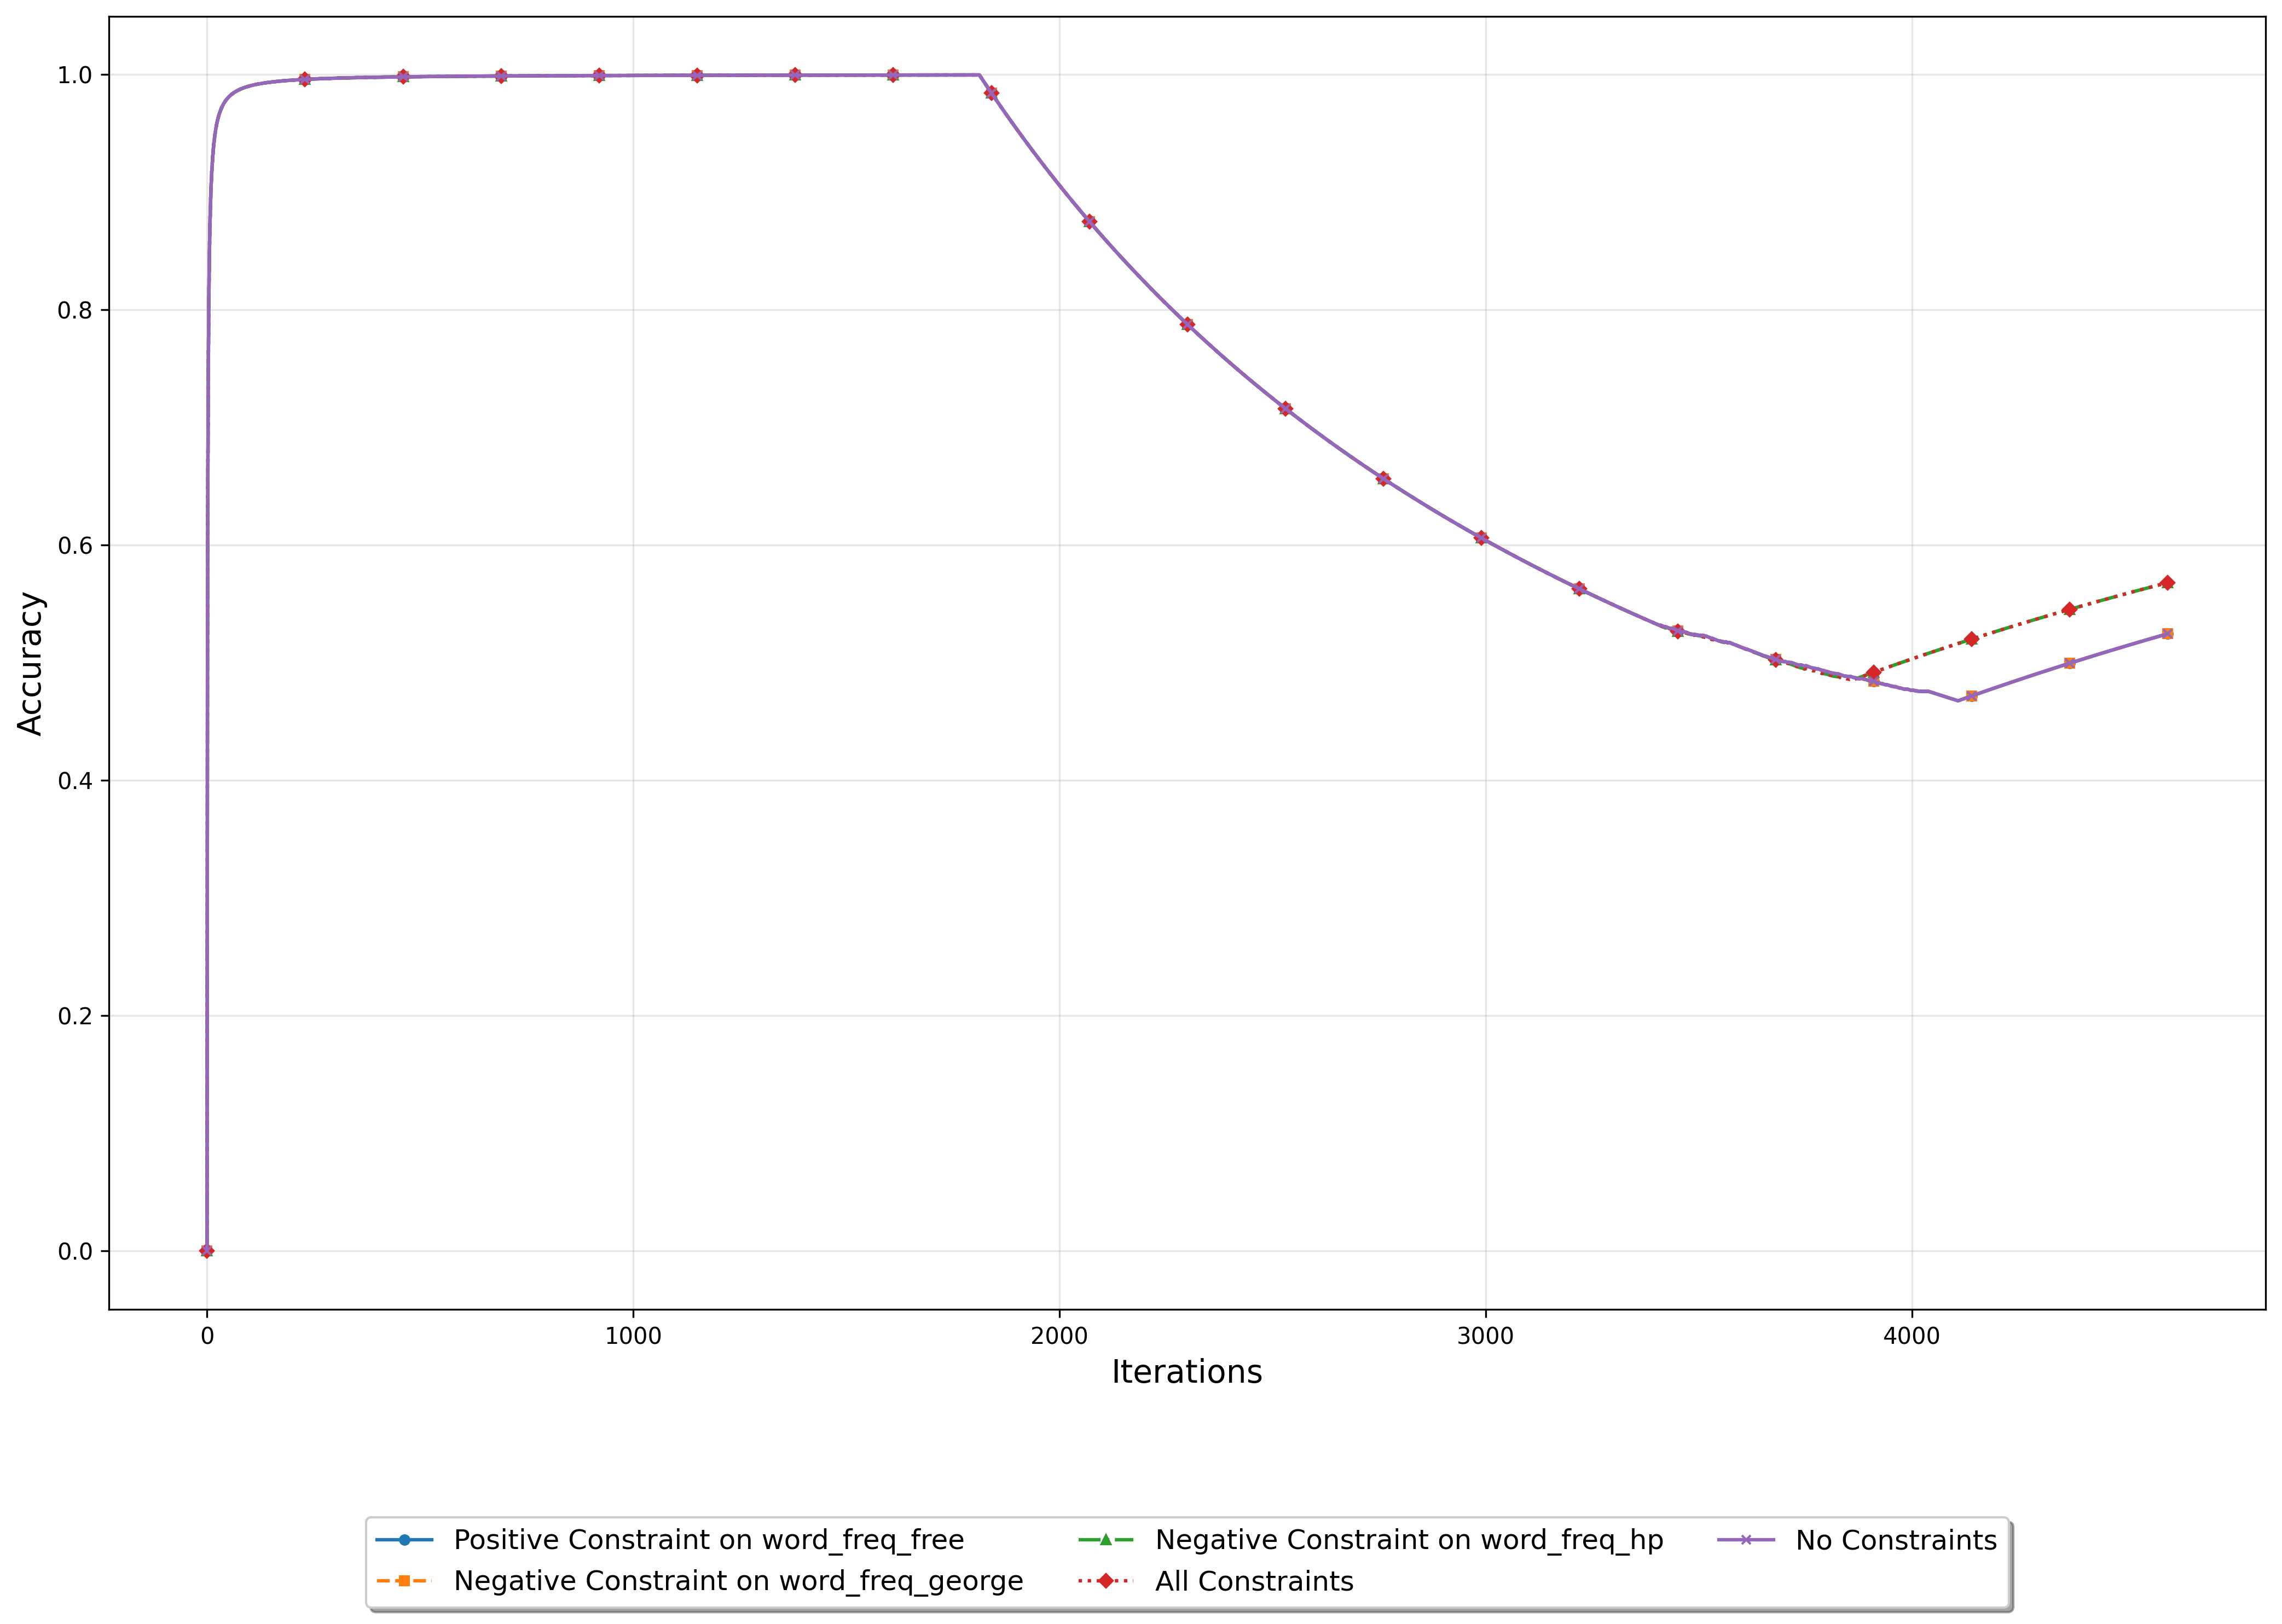 1.0
0.8
0.6
0.4
0.2
0.0
Accuracy
0 1000 2000 3000 4000
Iterations
Positive Constraint on word_freq_free
Negative Constraint on word_freq_george
Negative Constraint on word_freq_hp
All Constraints
No Constraints